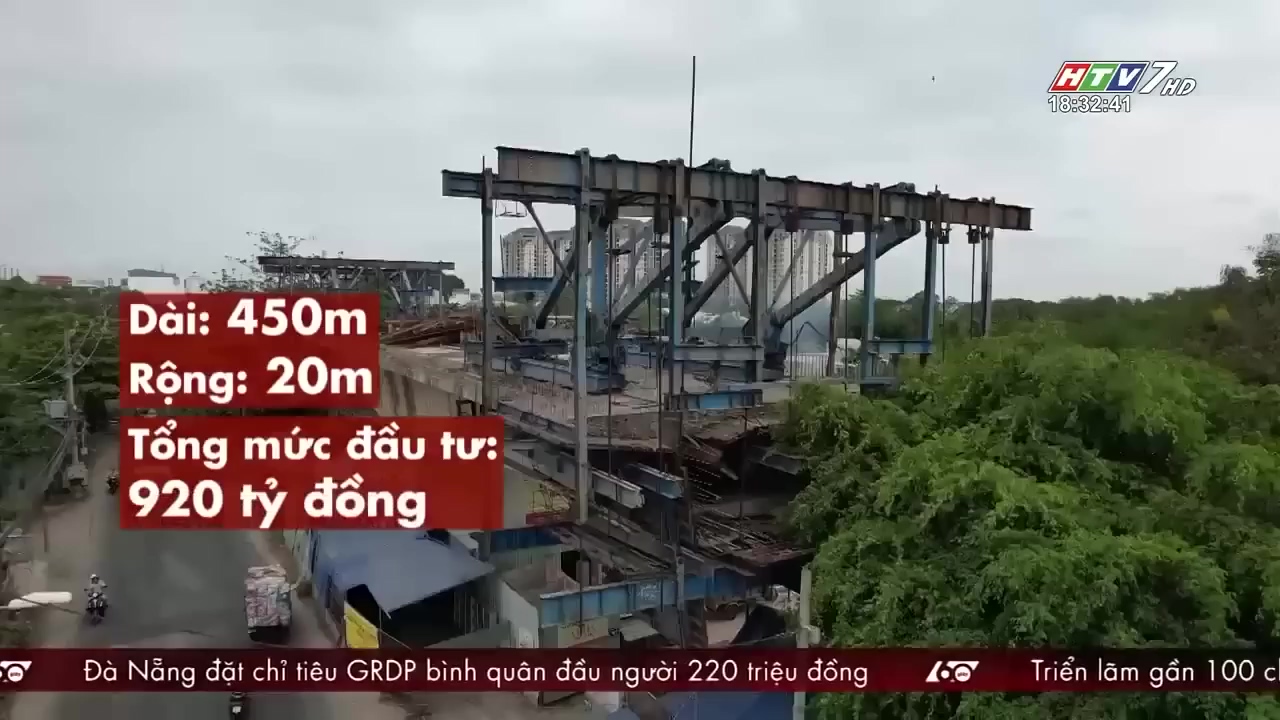 HTV7 HD
18:32:41
Dài: 450m
Rộng: 20m
Tổng mức đầu tư:
920 tỷ đồng
Đà Nẵng đặt chỉ tiêu GRDP bình quân đầu người 220 triệu đồng
Triển lãm gần 100